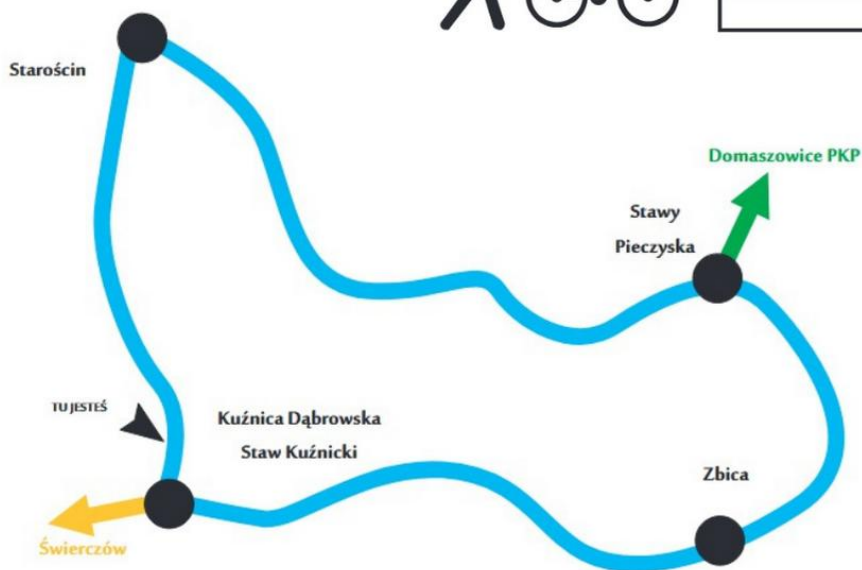 Starościn
Domaszowice PKP
Stawy
Pieczyska
TU JESTEŚ
Kuźnica Dąbrowska
Staw Kuźnicki
Zbica
Świerczów